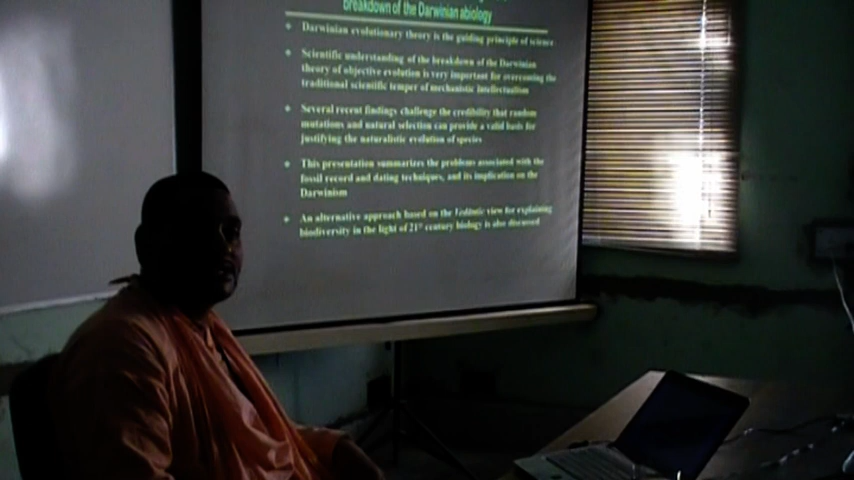 breakdown of the Darwinian abiology
Darwinian evolutionary theory is the guiding principle of science
Scientific understanding of the breakdown of the Darwinian
theory of objective evolution is very important for overcoming the
traditional scientific temper of mechanistic intellectualism
Several recent findings challenge the credibility that random
mutations and natural selection can provide a valid basis for
justifying the naturalistic evolution of species
This presentation summarizes the problems associated with the
fossil record and dating techniques, and its implication on the
Darwinism
An alternative approach based on the Vedāntic view for explaining
biodiversity in the light of 21st century biology is also discussed